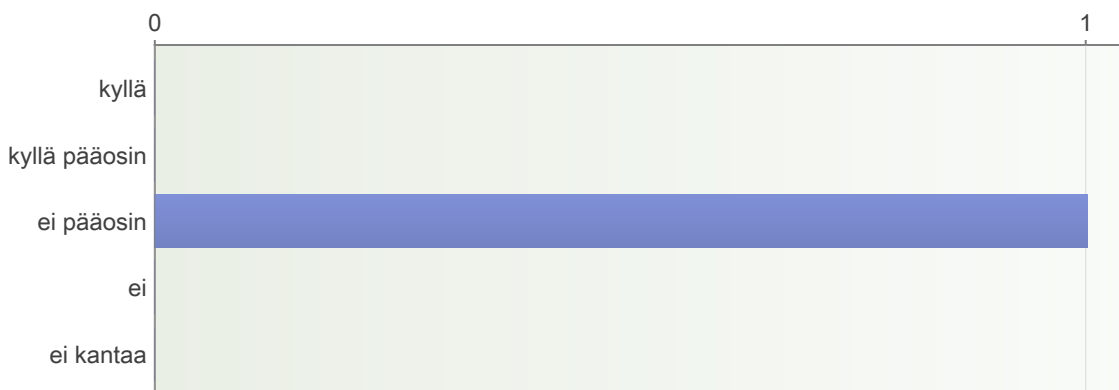 0 1
kyllä
kyllä pääosin
ei pääosin
ei
ei kantaa